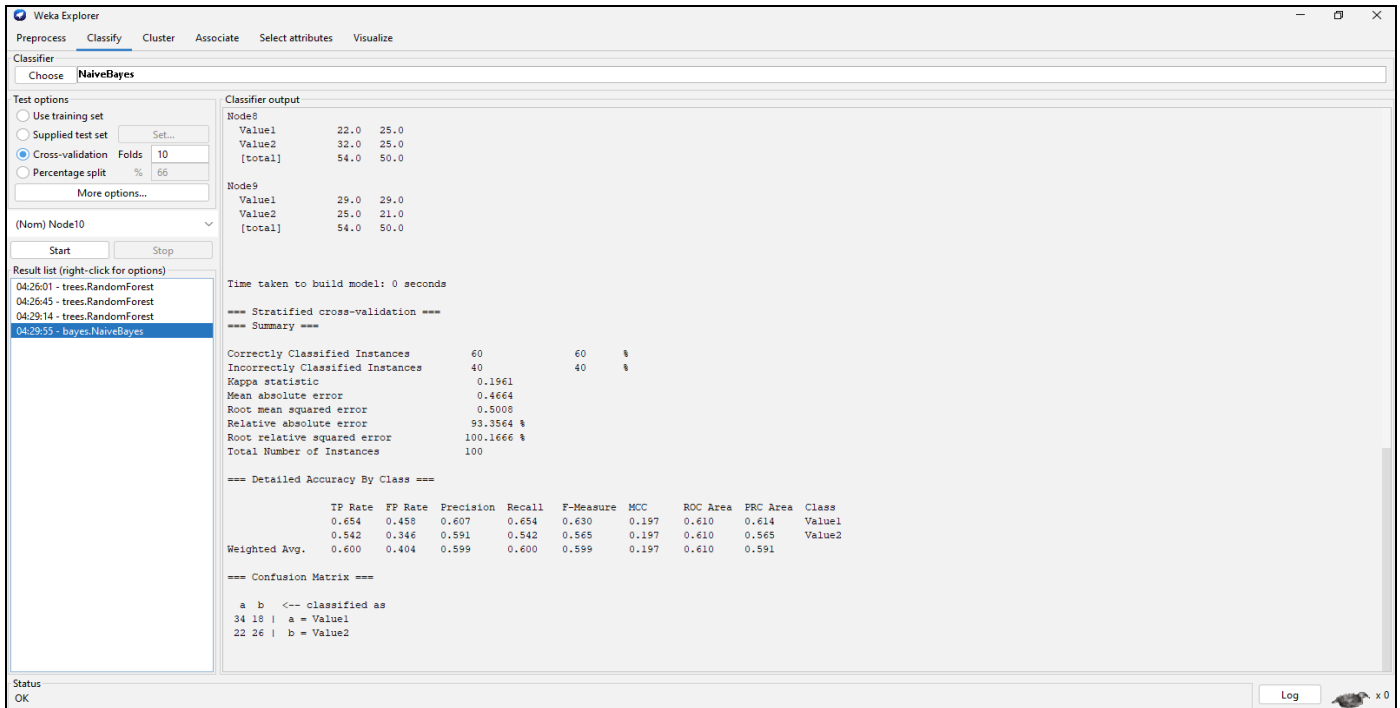 Weka Explorer
Preprocess Classify Cluster Associate Select attributes Visualize
Classifier
Choose NaiveBayes
Test options
Use training set
Supplied test set Set...
Cross-validation Folds 10
Percentage split % 66
More options...
(Nom) Node10
Start Stop
Result list (right-click for options)
04:26:01 - trees.RandomForest
04:26:45 - trees.RandomForest
04:29:14 - trees.RandomForest
04:29:55 - bayes.NaiveBayes
Classifier output
Node8
Value1 22.0 25.0
Value2 32.0 25.0
[total] 54.0 50.0
Node9
Value1 29.0 29.0
Value2 25.0 21.0
[total] 54.0 50.0
Time taken to build model: 0 seconds
=== Stratified cross-validation ===
=== Summary ===
Correctly Classified Instances 60 60 %
Incorrectly Classified Instances 40 40 %
Kappa statistic 0.1961
Mean absolute error 0.4664
Root mean squared error 0.5008
Relative absolute error 93.3564 %
Root relative squared error 100.1666 %
Total Number of Instances 100
=== Detailed Accuracy By Class ===
TP Rate FP Rate Precision Recall F-Measure MCC ROC Area PRC Area Class
0.654 0.458 0.607 0.654 0.630 0.197 0.610 0.614 Value1
0.542 0.346 0.591 0.542 0.565 0.197 0.610 0.565 Value2
Weighted Avg. 0.600 0.404 0.599 0.600 0.599 0.197 0.610 0.591
=== Confusion Matrix ===
a b <-- classified as
34 18 | a = Value1
22 26 | b = Value2
Status
OK
Log x 0